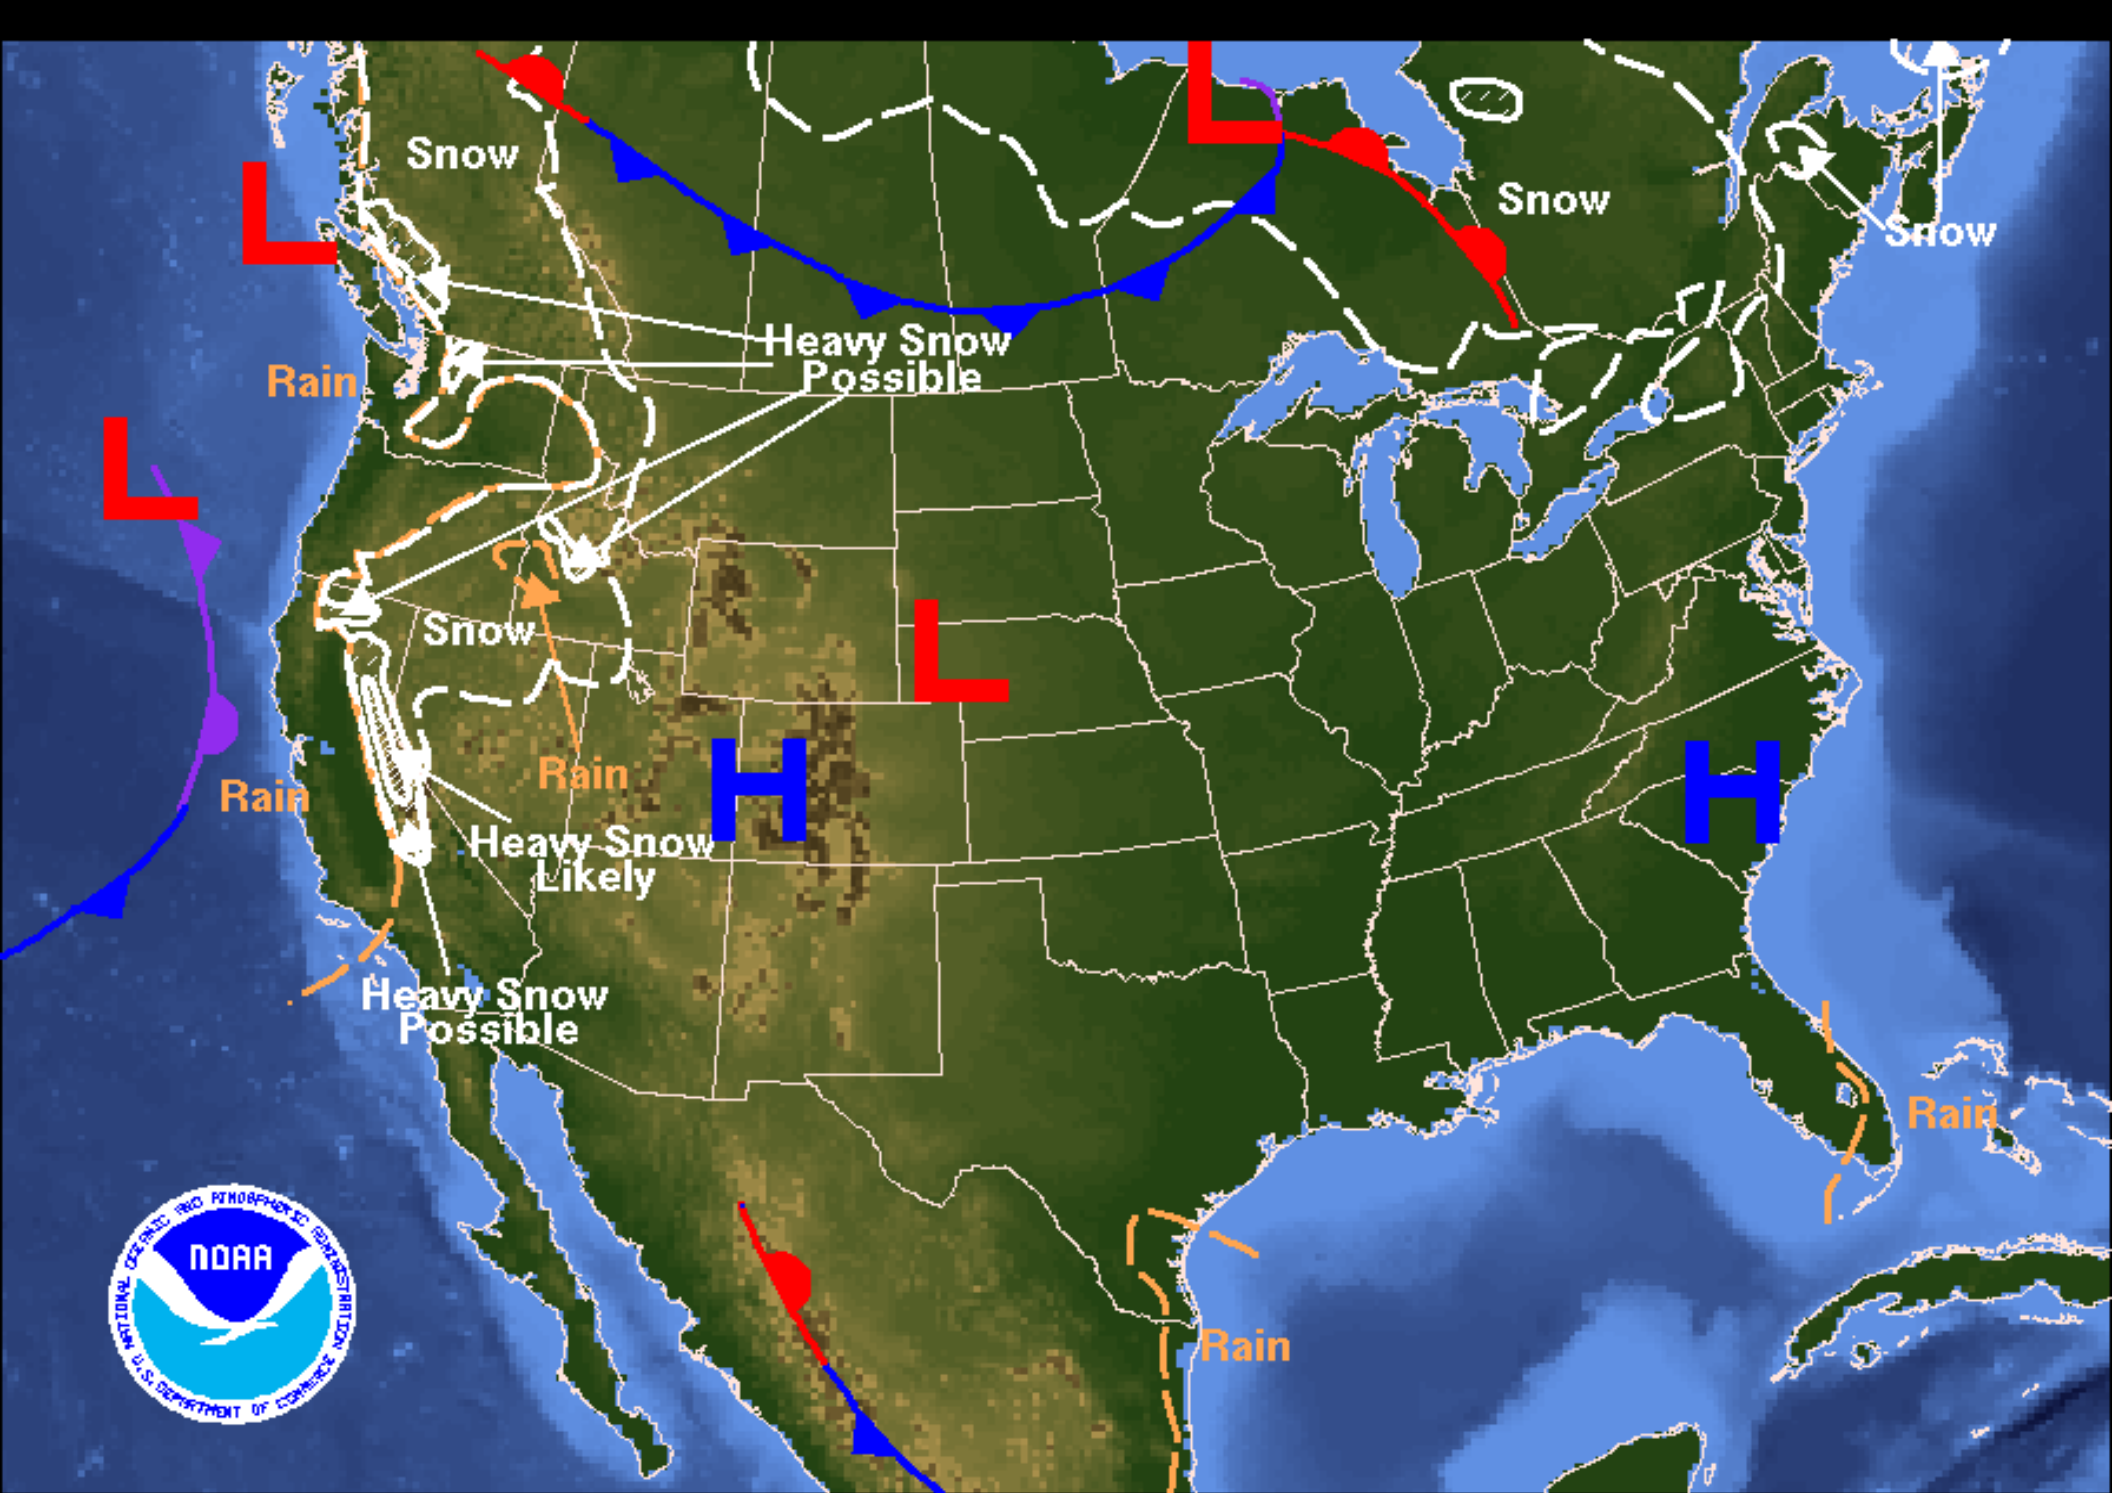 L
Snow
Snow
L
Snow
Heavy Snow
Possible
Rain
L
Snow
L
Rain
H
H
Rain
Heavy Snow
Likely
Heavy Snow
Possible
Rain
Rain
NATIONAL OCEANIC AND ATMOSPHERIC ADMINISTRATION
NOAA
U.S. DEPARTMENT OF COMMERCE
L
Rain